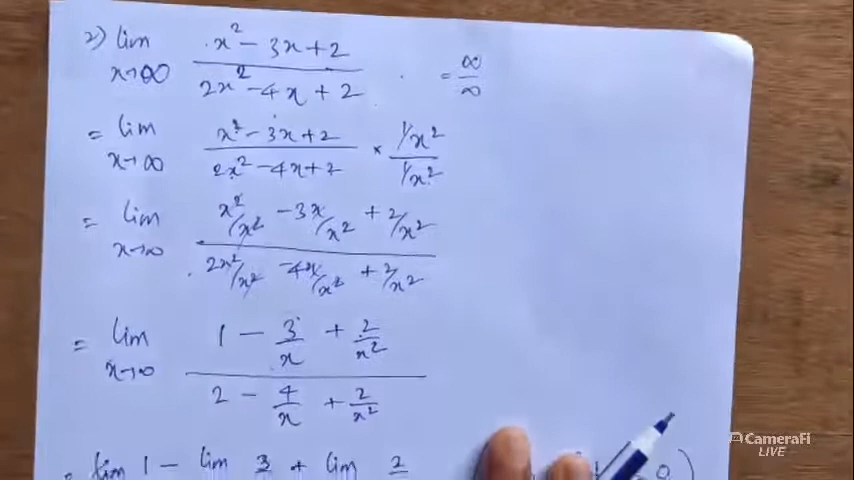 2) lim x→∞ (x² - 3x + 2)/(2x² - 4x + 2) = ∞/∞
= lim x→∞ (x² - 3x + 2)/(2x² - 4x + 2) × (1/x²)/(1/x²)
= lim x→∞ (x²/x² - 3x/x² + 2/x²)/(2x²/x² - 4x/x² + 2/x²)
= lim x→∞ (1 - 3/x + 2/x²)/(2 - 4/x + 2/x²)
= lim 1 - lim 3 + lim 2
CameraFi
LIVE